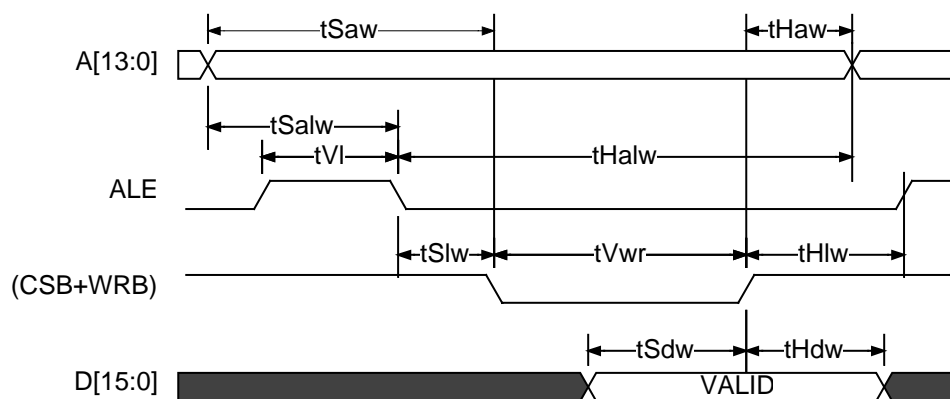 tSaw
tHaw
A[13:0]
tSalw
tVl
tHalw
ALE
tSlw
tVwr
tHlw
(CSB+WRB)
tSdw
tHdw
D[15:0]
VALID